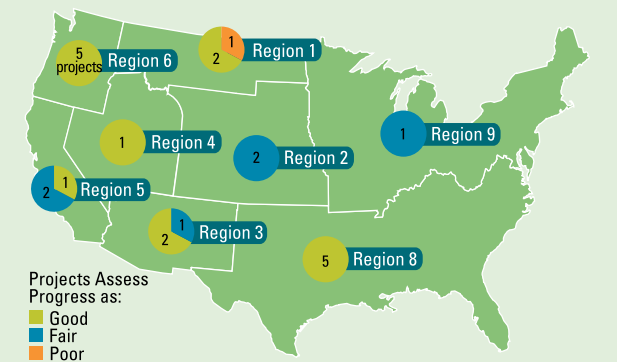 1
2
Region 1
5
projects
Region 6
1
Region 4
2
Region 2
1
Region 9
1
2
Region 5
1
2
Region 3
5
Region 8
Projects Assess
Progress as:
Good
Fair
Poor